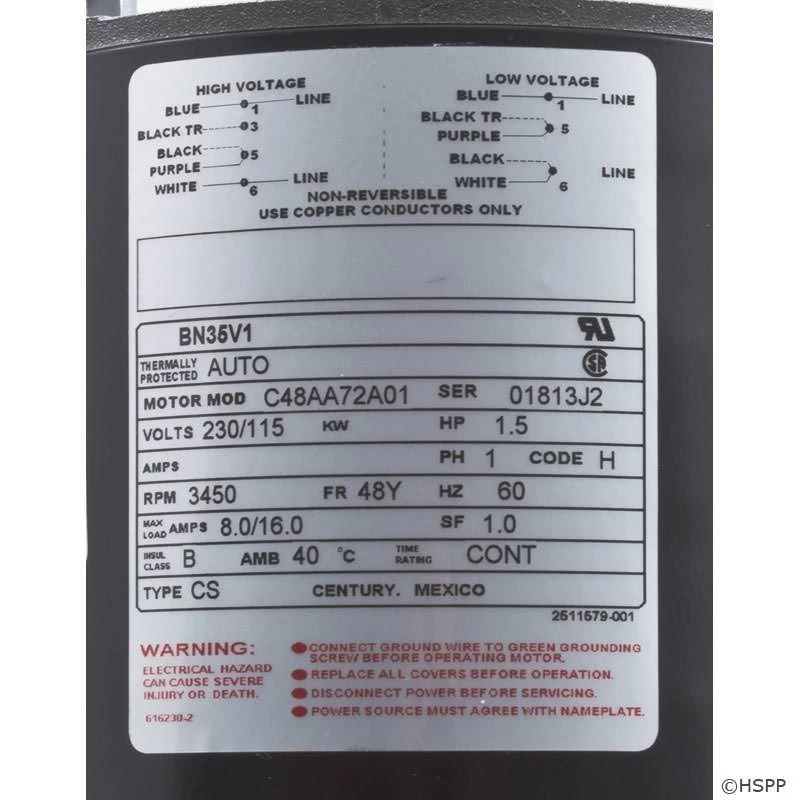 HIGH VOLTAGE
BLUE 1 LINE
BLACK TR 3
BLACK 5
PURPLE
WHITE 6 LINE
LOW VOLTAGE
BLUE 1 LINE
BLACK TR 5
PURPLE
BLACK LINE
WHITE 6
NON-REVERSIBLE
USE COPPER CONDUCTORS ONLY
BN35V1
THERMALLY PROTECTED AUTO
MOTOR MOD C48AA72A01 SER 01813J2
VOLTS 230/115 KW HP 1.5
AMPS PH 1 CODE H
RPM 3450 FR 48Y HZ 60
MAX LOAD AMPS 8.0/16.0 SF 1.0
INSUL CLASS B AMB 40 °C TIME RATING CONT
TYPE CS CENTURY. MEXICO
2511579-001
WARNING:
ELECTRICAL HAZARD
CAN CAUSE SEVERE
INJURY OR DEATH.
616230-2
CONNECT GROUND WIRE TO GREEN GROUNDING
SCREW BEFORE OPERATING MOTOR.
REPLACE ALL COVERS BEFORE OPERATION.
DISCONNECT POWER BEFORE SERVICING.
POWER SOURCE MUST AGREE WITH NAMEPLATE.
©HSPP